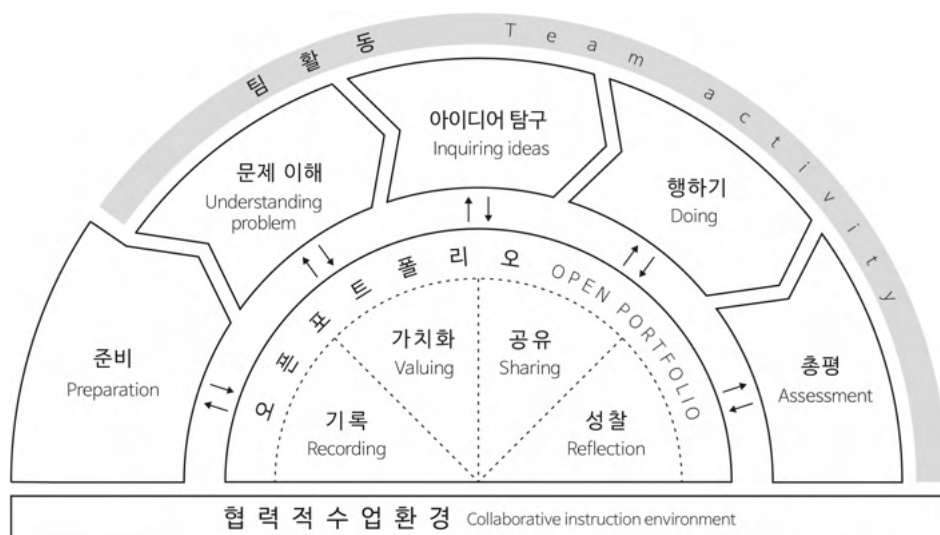 팀 활동 Team activity
준비
Preparation
문제 이해
Understanding
problem
아이디어 탐구
Inquiring ideas
행하기
Doing
총평
Assessment
오픈포트폴리오 OPEN PORTFOLIO
기록
Recording
가치화
Valuing
공유
Sharing
성찰
Reflection
협력적수업환경 Collaborative instruction environment